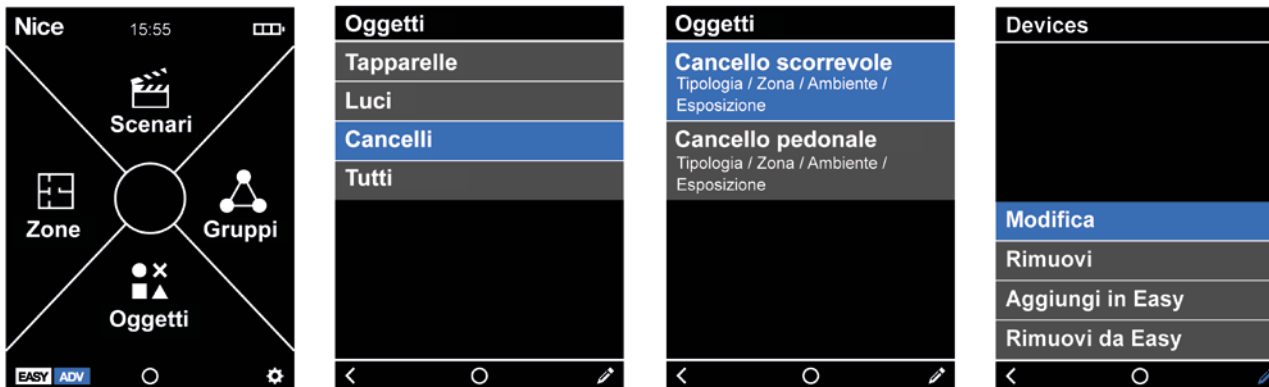 Nice
15:55
Scenari
Zone
Gruppi
Oggetti
EASY ADV
Oggetti
Tapparelle
Luci
Cancelli
Tutti
Oggetti
Cancello scorrevole
Tipologia / Zona / Ambiente /
Esposizione
Cancello pedonale
Tipologia / Zona / Ambiente /
Esposizione
Devices
Modifica
Rimuovi
Aggiungi in Easy
Rimuovi da Easy